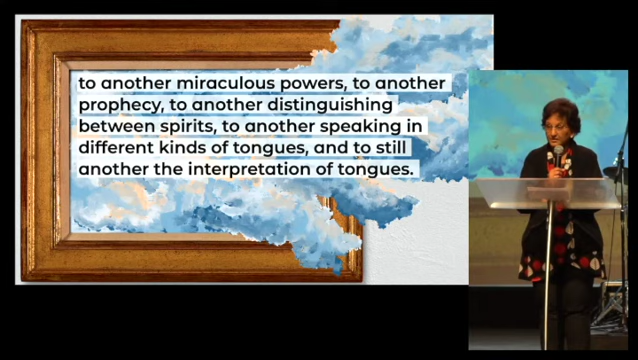 to another miraculous powers, to another
prophecy, to another distinguishing
between spirits, to another speaking in
different kinds of tongues, and to still
another the interpretation of tongues.